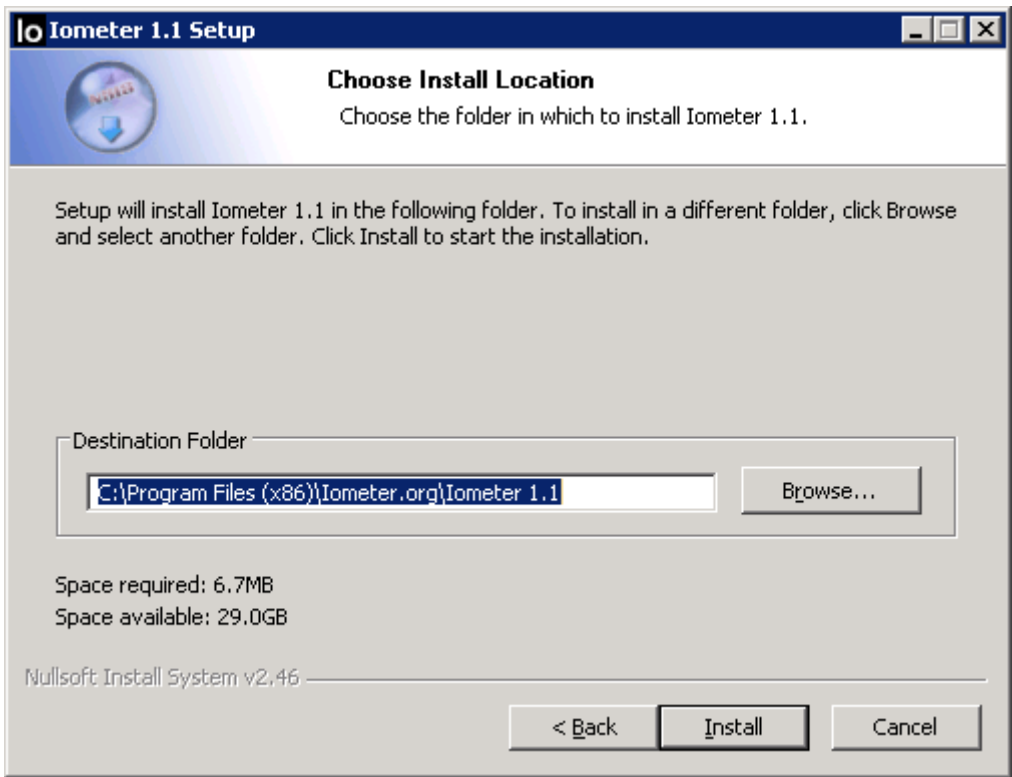 Io Iometer 1.1 Setup
Choose Install Location
Choose the folder in which to install Iometer 1.1.
Setup will install Iometer 1.1 in the following folder. To install in a different folder, click Browse
and select another folder. Click Install to start the installation.
Destination Folder
C:\Program Files (x86)\Iometer.org\Iometer 1.1
Browse...
Space required: 6.7MB
Space available: 29.0GB
Nullsoft Install System v2.46
< Back
Install
Cancel